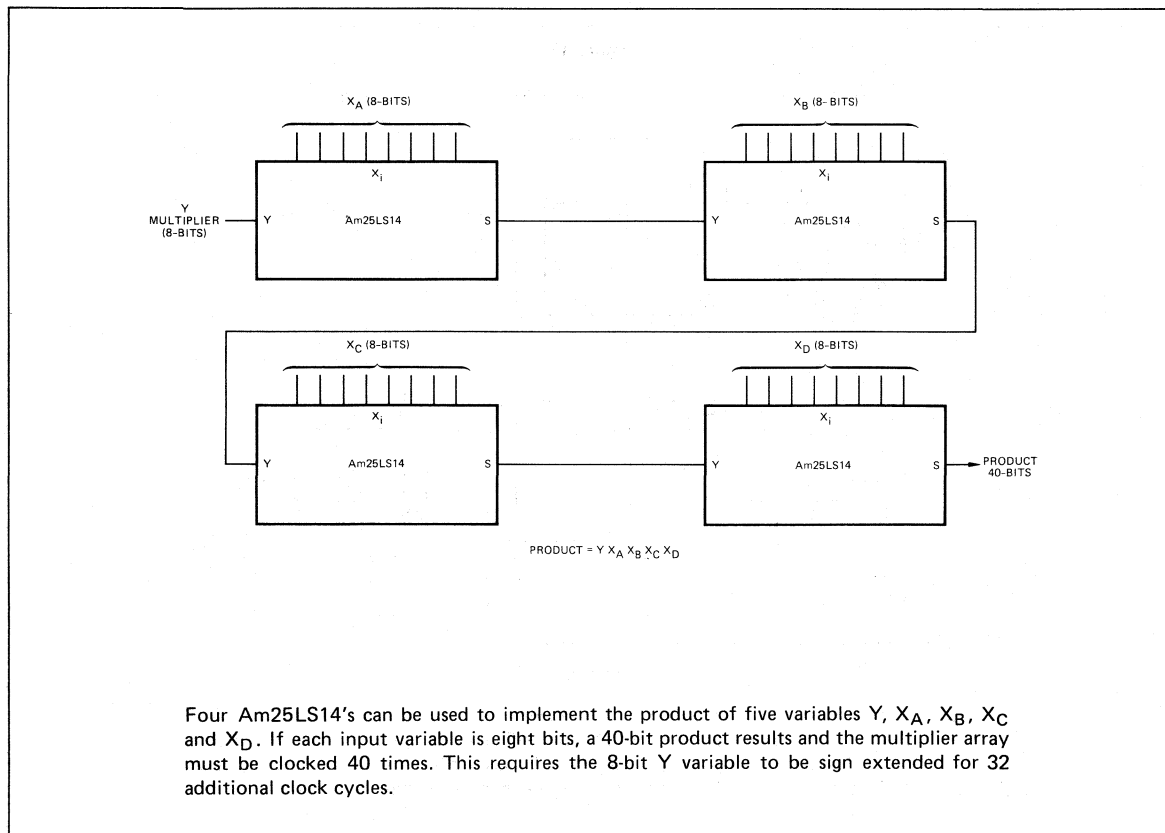 X_A (8-BITS)
X_B (8-BITS)
X_i
X_i
Y
MULTIPLIER
(8-BITS)
Y
Am25LS14
S
Y
Am25LS14
S
X_C (8-BITS)
X_D (8-BITS)
X_i
X_i
Y
Am25LS14
S
Y
Am25LS14
S
PRODUCT
40-BITS
PRODUCT = Y X_A X_B X_C X_D
Four Am25LS14's can be used to implement the product of five variables Y, X_A, X_B, X_C
and X_D. If each input variable is eight bits, a 40-bit product results and the multiplier array
must be clocked 40 times. This requires the 8-bit Y variable to be sign extended for 32
additional clock cycles.